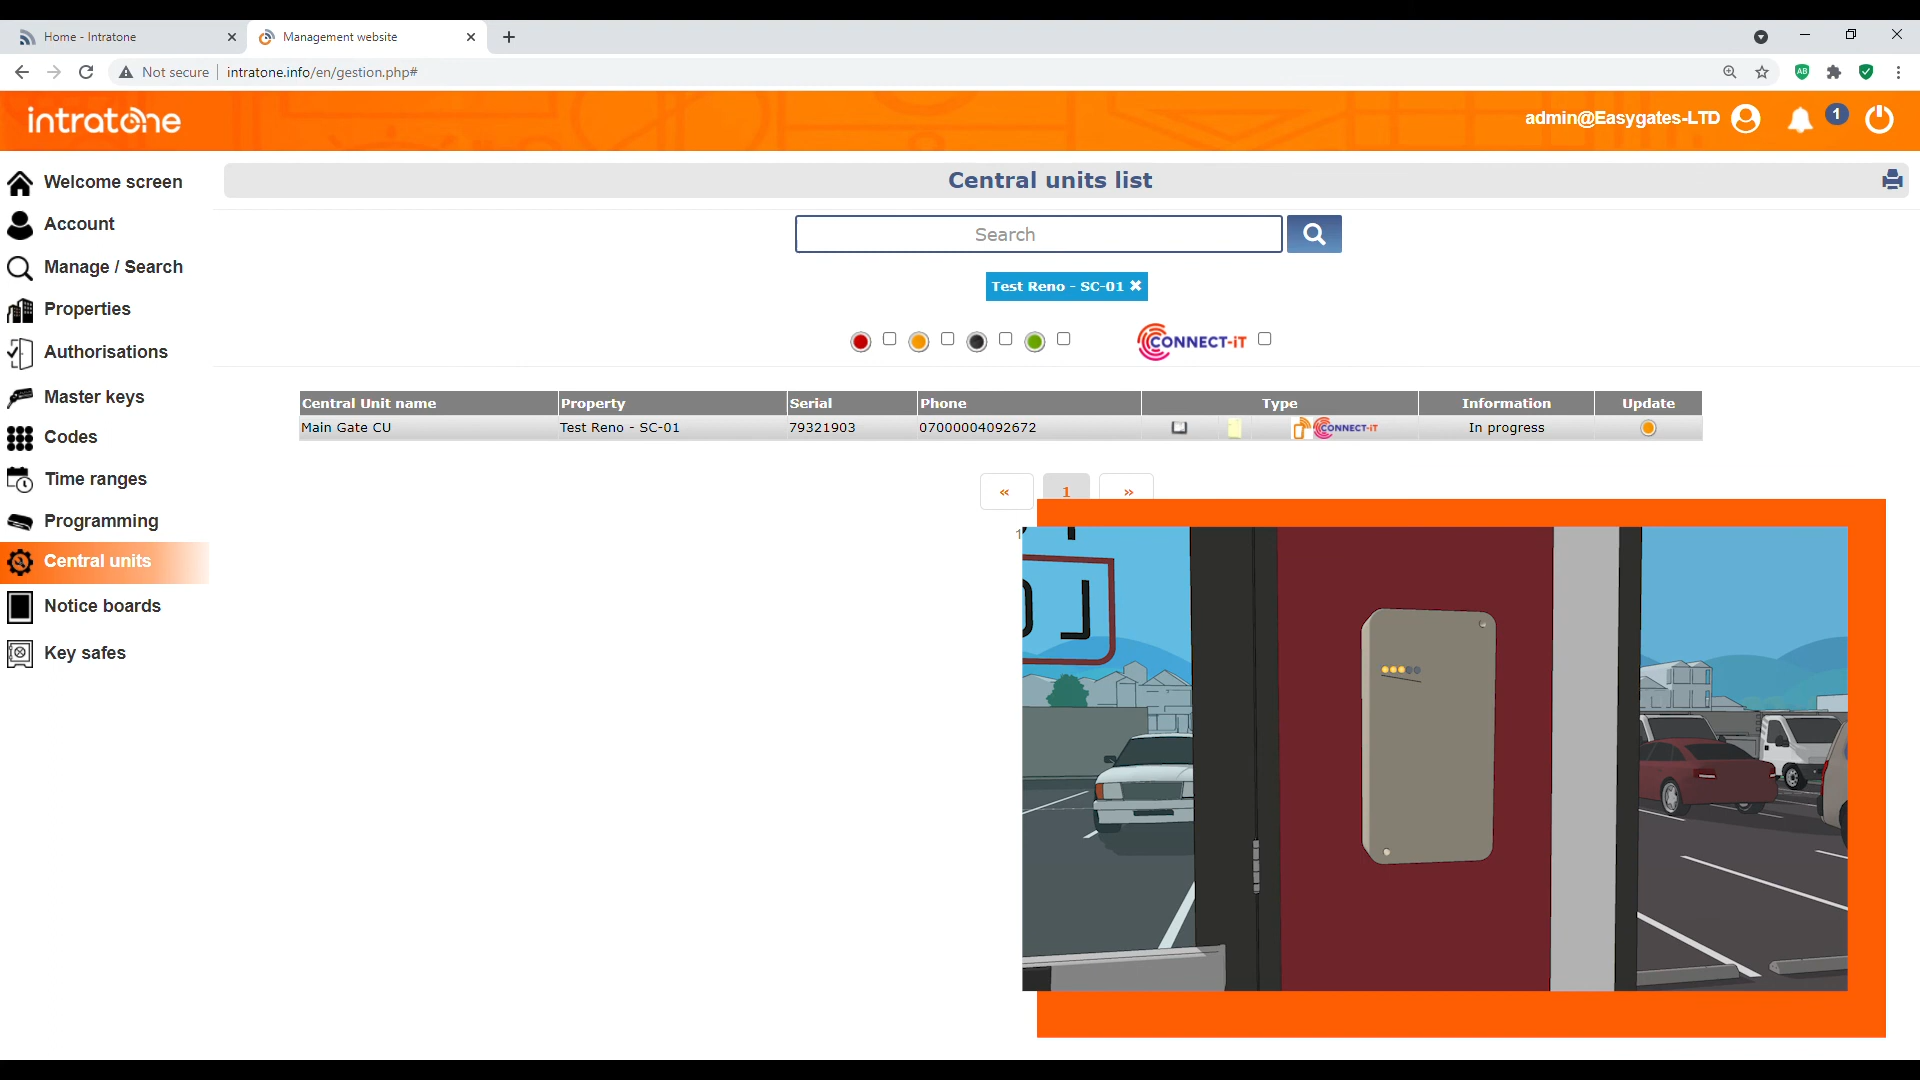 Home - Intratone
Management website
Not secure
intratone.info/en/gestion.php#
intratone
admin@Easygates-LTD
1
Welcome screen
Account
Manage / Search
Properties
Authorisations
Master keys
Codes
Time ranges
Programming
Central units
Notice boards
Key safes
Central units list
Search
Test Reno - SC-01 ✖
CONNECT-iT
Central Unit name Property Serial Phone Type Information Update
Main Gate CU Test Reno - SC-01 79321903 07000004092672 CONNECT-iT In progress
« 1 »